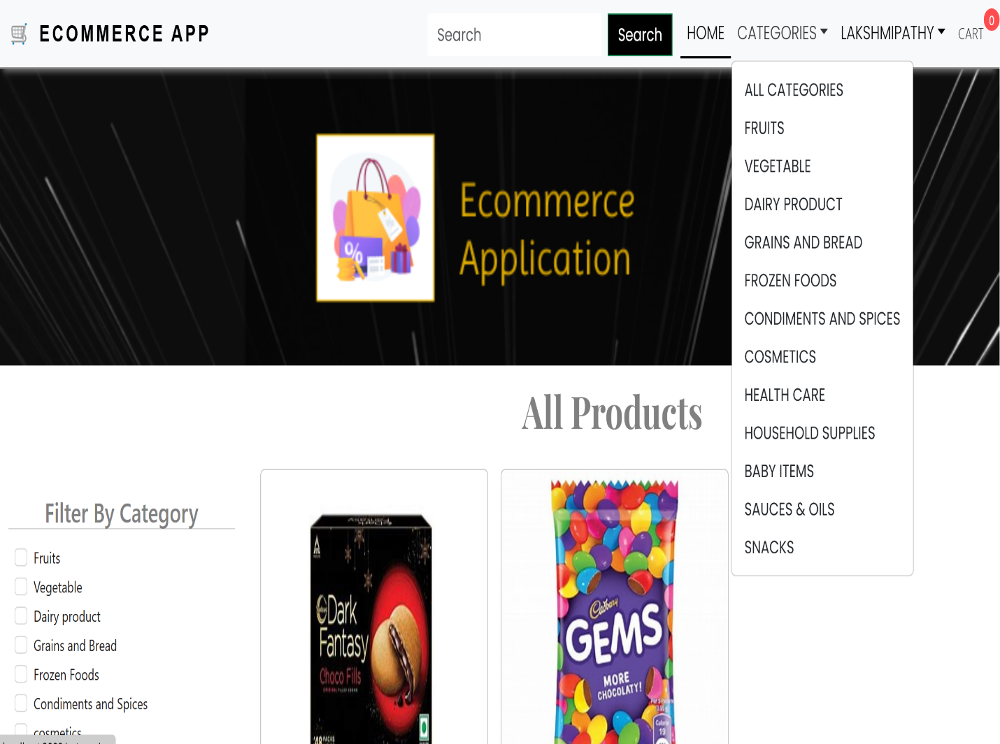 ECOMMERCE APP
Search
Search
HOME
CATEGORIES
LAKSHMIPATHY
CART
0
ALL CATEGORIES
FRUITS
VEGETABLE
DAIRY PRODUCT
GRAINS AND BREAD
FROZEN FOODS
CONDIMENTS AND SPICES
COSMETICS
HEALTH CARE
HOUSEHOLD SUPPLIES
BABY ITEMS
SAUCES & OILS
SNACKS
%
Ecommerce
Application
All Products
Filter By Category
Fruits
Vegetable
Dairy product
Grains and Bread
Frozen Foods
Condiments and Spices
cosmetics
Dark
Fantasy
Choco Fills
Cadbury
GEMS
MORE
CHOCOLATY!
19